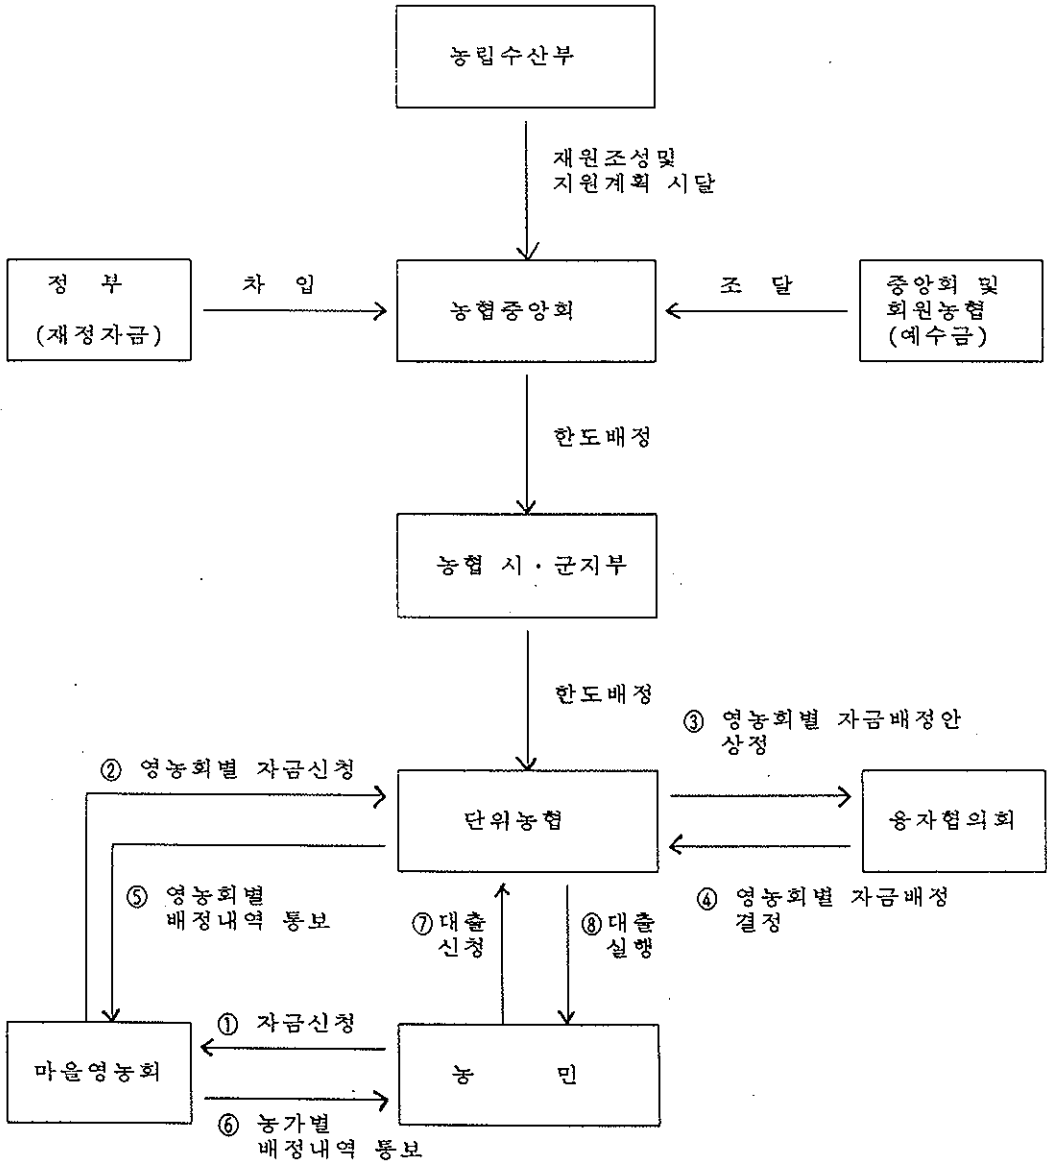 농림수산부
재원조성및
지원계획 시달
정 부
(재정자금)
차 입
농협중앙회
조 달
중앙회 및
회원농협
(예수금)
한도배정
농협 시·군지부
한도배정
② 영농회별 자금신청
③ 영농회별 자금배정안
상정
단위농협
융자협의회
⑤ 영농회별
배정내역 통보
④ 영농회별 자금배정
결정
⑦ 대출
신청
⑧ 대출
실행
① 자금신청
마을영농회
농 민
⑥ 농가별
배정내역 통보